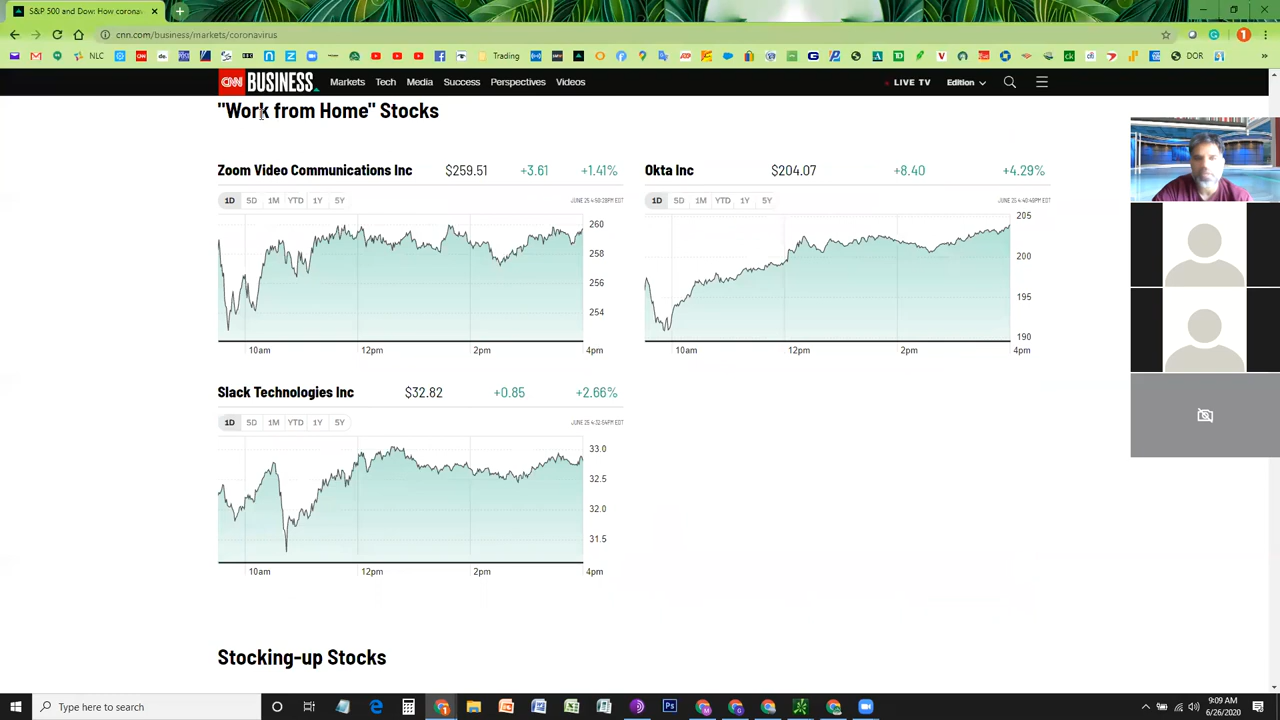 S&P 500 and Down How coronav
cnn.com/business/markets/coronavirus
NLC
Trading
DOR
CNN BUSINESS Markets Tech Media Success Perspectives Videos LIVE TV Edition
"Work from Home" Stocks
Zoom Video Communications Inc $259.51 +3.61 +1.41%
1D 5D 1M YTD 1Y 5Y
260
258
256
254
10am 12pm 2pm 4pm
Okta Inc $204.07 +8.40 +4.29%
1D 5D 1M YTD 1Y 5Y
205
200
195
190
10am 12pm 2pm 4pm
Slack Technologies Inc $32.82 +0.85 +2.66%
1D 5D 1M YTD 1Y 5Y
33.0
32.5
32.0
31.5
10am 12pm 2pm 4pm
Stocking-up Stocks
Type here to search
9:09 AM
6/26/2020